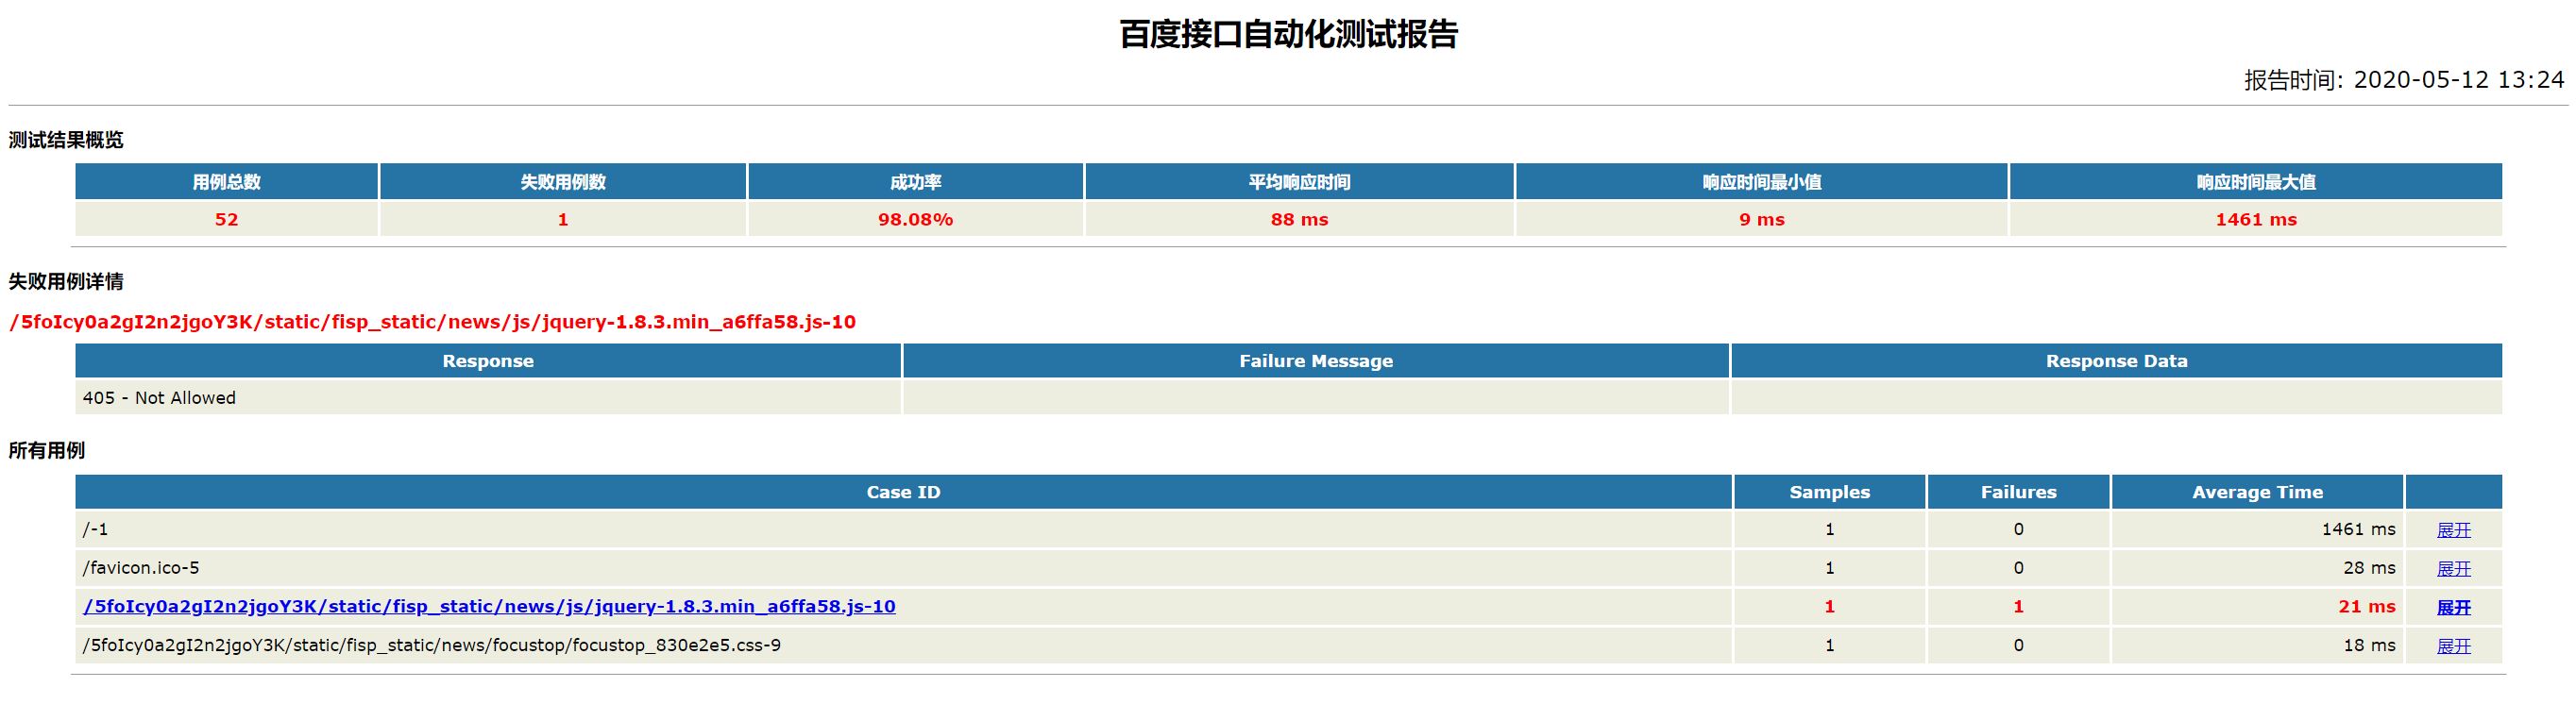 百度接口自动化测试报告
报告时间: 2020-05-12 13:24
测试结果概览
用例总数 失败用例数 成功率 平均响应时间 响应时间最小值 响应时间最大值
52 1 98.08% 88 ms 9 ms 1461 ms
失败用例详情
/5foIcy0a2gI2n2jgoY3K/static/fisp_static/news/js/jquery-1.8.3.min_a6ffa58.js-10
Response Failure Message Response Data
405 - Not Allowed
所有用例
Case ID Samples Failures Average Time
/-1 1 0 1461 ms 展开
/favicon.ico-5 1 0 28 ms 展开
/5foIcy0a2gI2n2jgoY3K/static/fisp_static/news/js/jquery-1.8.3.min_a6ffa58.js-10 1 1 21 ms 展开
/5foIcy0a2gI2n2jgoY3K/static/fisp_static/news/focustop/focustop_830e2e5.css-9 1 0 18 ms 展开